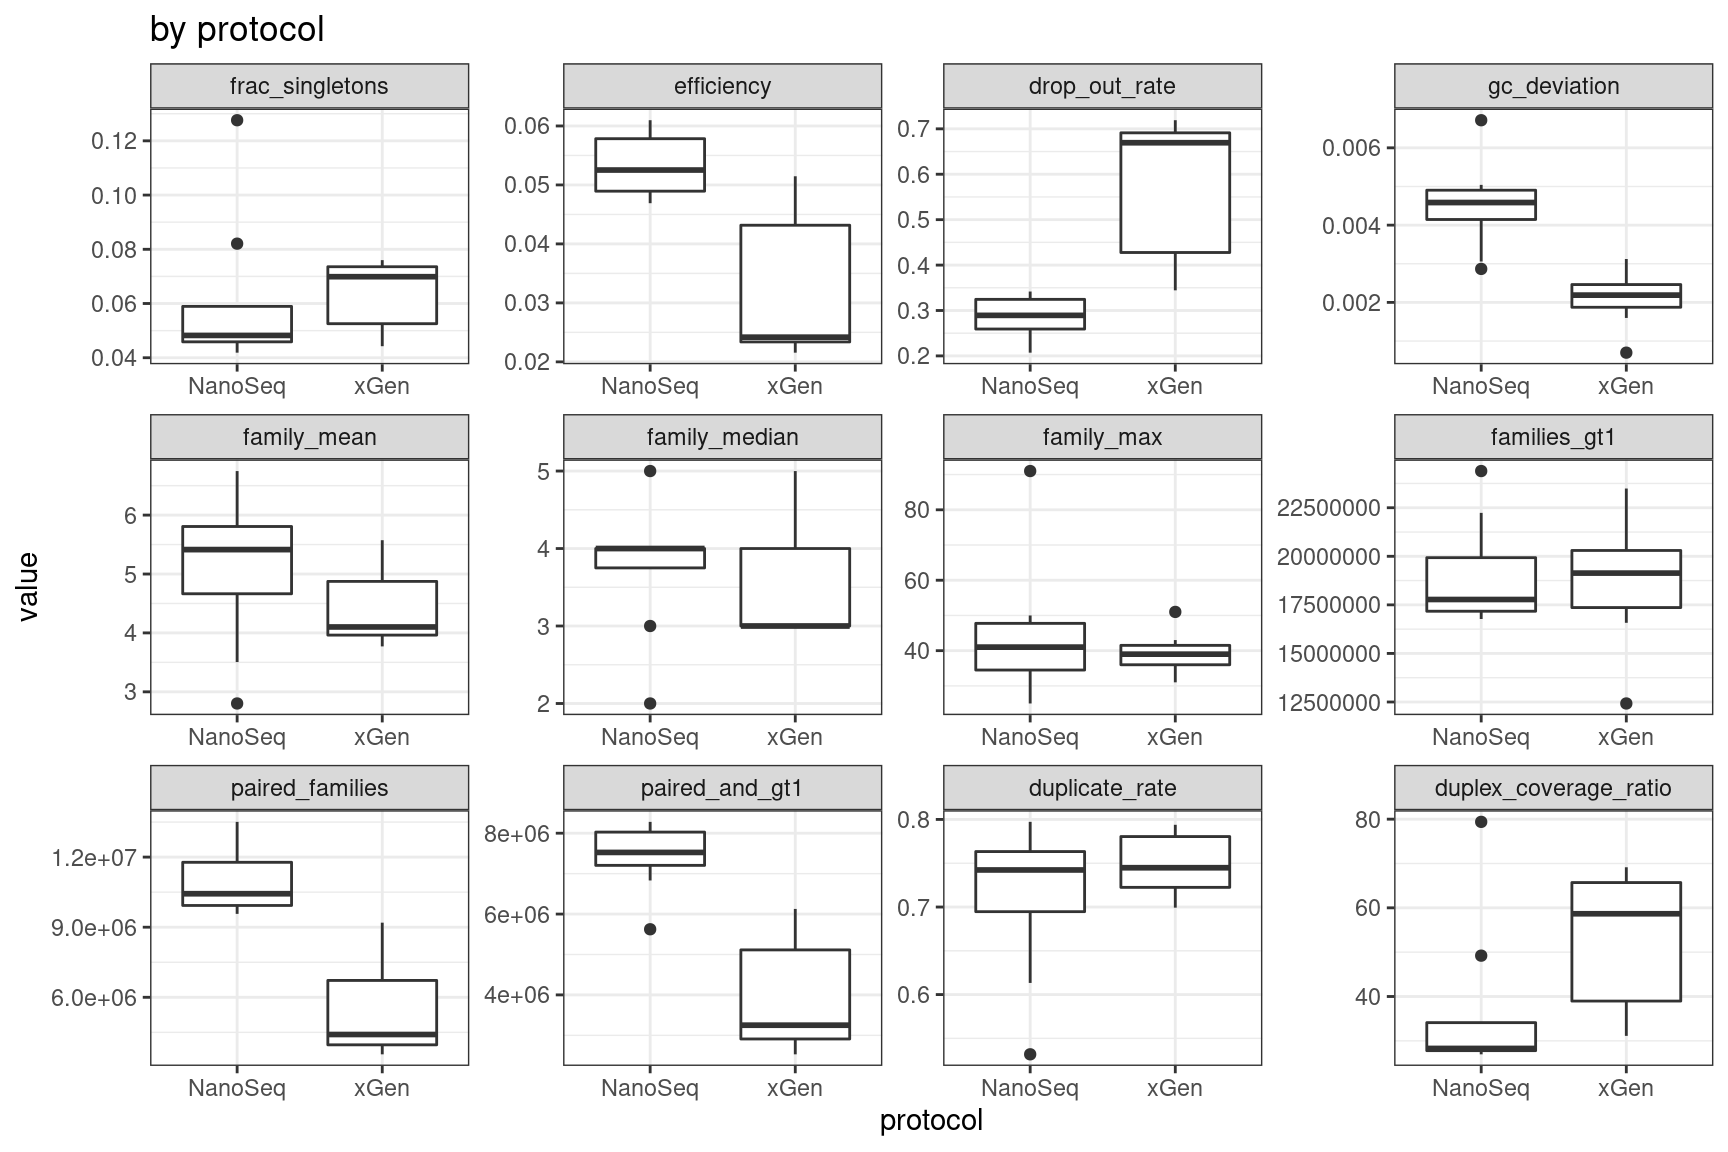 by protocol
frac_singletons efficiency drop_out_rate gc_deviation
0.12 0.10 0.08 0.06 0.04
0.06 0.05 0.04 0.03 0.02
0.7 0.6 0.5 0.4 0.3 0.2
0.006 0.004 0.002
NanoSeq xGen NanoSeq xGen NanoSeq xGen NanoSeq xGen
family_mean family_median family_max families_gt1
6 5 4 3
5 4 3 2
80 60 40
22500000 20000000 17500000 15000000 12500000
NanoSeq xGen NanoSeq xGen NanoSeq xGen NanoSeq xGen
paired_families paired_and_gt1 duplicate_rate duplex_coverage_ratio
1.2e+07 9.0e+06 6.0e+06
8e+06 6e+06 4e+06
0.8 0.7 0.6
80 60 40
NanoSeq xGen NanoSeq xGen NanoSeq xGen NanoSeq xGen
value
protocol